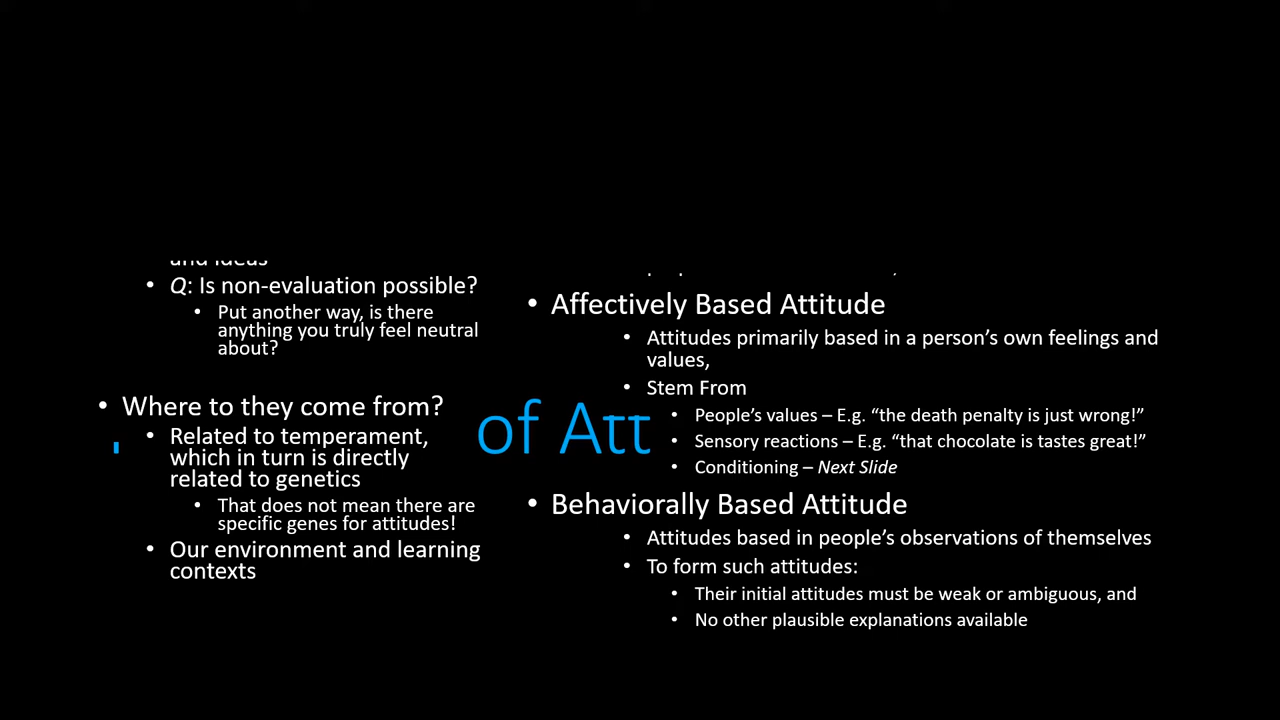 and ideas
• Q: Is non-evaluation possible?
• Put another way, is there
anything you truly feel neutral
about?
• Where to they come from?
• Related to temperament,
which in turn is directly
related to genetics
• That does not mean there are
specific genes for attitudes!
• Our environment and learning
contexts
of Att
• Affectively Based Attitude
• Attitudes primarily based in a person’s own feelings and
values,
• Stem From
• People’s values – E.g. “the death penalty is just wrong!”
• Sensory reactions – E.g. “that chocolate is tastes great!”
• Conditioning – Next Slide
• Behaviorally Based Attitude
• Attitudes based in people’s observations of themselves
• To form such attitudes:
• Their initial attitudes must be weak or ambiguous, and
• No other plausible explanations available